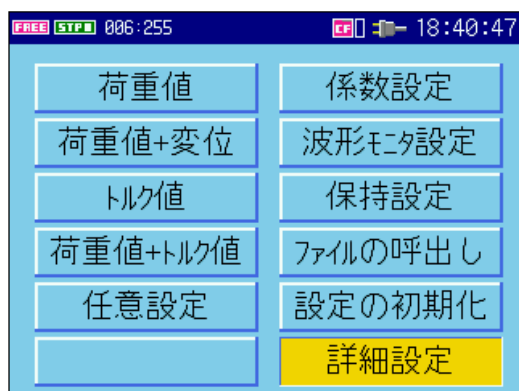 FREE STP 006:255 CF 18:40:47
荷重値 係数設定
荷重値+変位 波形ﾓﾆﾀ設定
ﾄﾙｸ値 保持設定
荷重値+ﾄﾙｸ値 ﾌｧｲﾙの呼出し
任意設定 設定の初期化
詳細設定